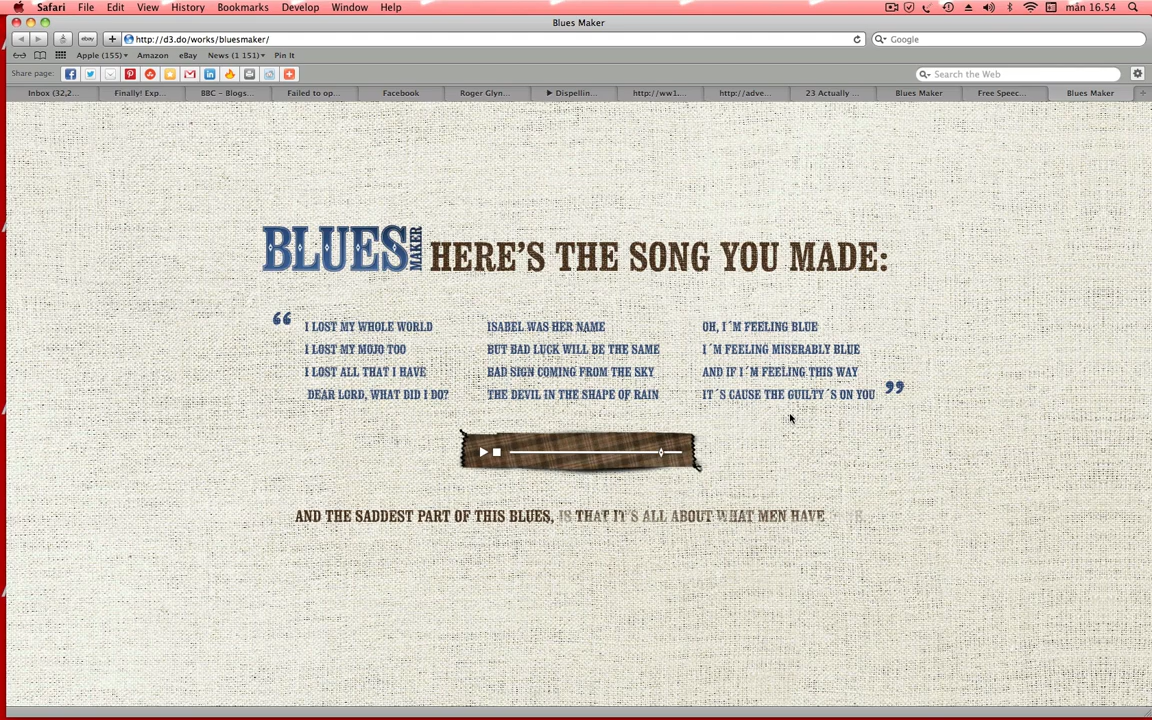 Safari File Edit View History Bookmarks Develop Window Help mån 16.54
Blues Maker
ebay http://d3.do/works/bluesmaker/ Google
Apple (155) Amazon eBay News (1 151) Pin It
Share page: Search the Web
Inbox (32,2... Finally! Exp... BBC – Blogs... Failed to op... Facebook Roger Glyn... Dispellin... http://ww1.... http://adve... 23 Actually ... Blues Maker Free Speec... Blues Maker
BLUES MAKER HERE'S THE SONG YOU MADE:
“ I LOST MY WHOLE WORLD
I LOST MY MOJO TOO
I LOST ALL THAT I HAVE
DEAR LORD, WHAT DID I DO?
ISABEL WAS HER NAME
BUT BAD LUCK WILL BE THE SAME
BAD SIGN COMING FROM THE SKY
THE DEVIL IN THE SHAPE OF RAIN
OH, I´M FEELING BLUE
I´M FEELING MISERABLY BLUE
AND IF I´M FEELING THIS WAY
IT´S CAUSE THE GUILTY´S ON YOU ”
AND THE SADDEST PART OF THIS BLUES, IS THAT IT'S ALL ABOUT WHAT MEN HAVE